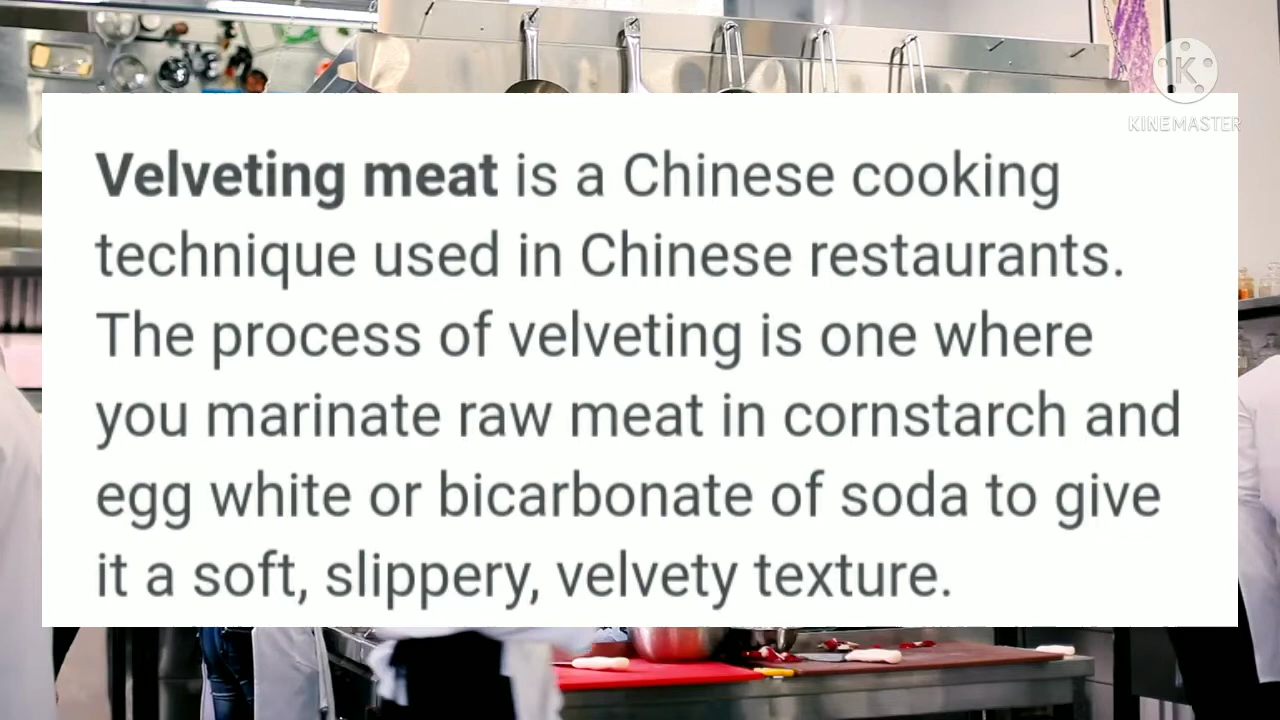 KINEMASTER
Velveting meat is a Chinese cooking
technique used in Chinese restaurants.
The process of velveting is one where
you marinate raw meat in cornstarch and
egg white or bicarbonate of soda to give
it a soft, slippery, velvety texture.